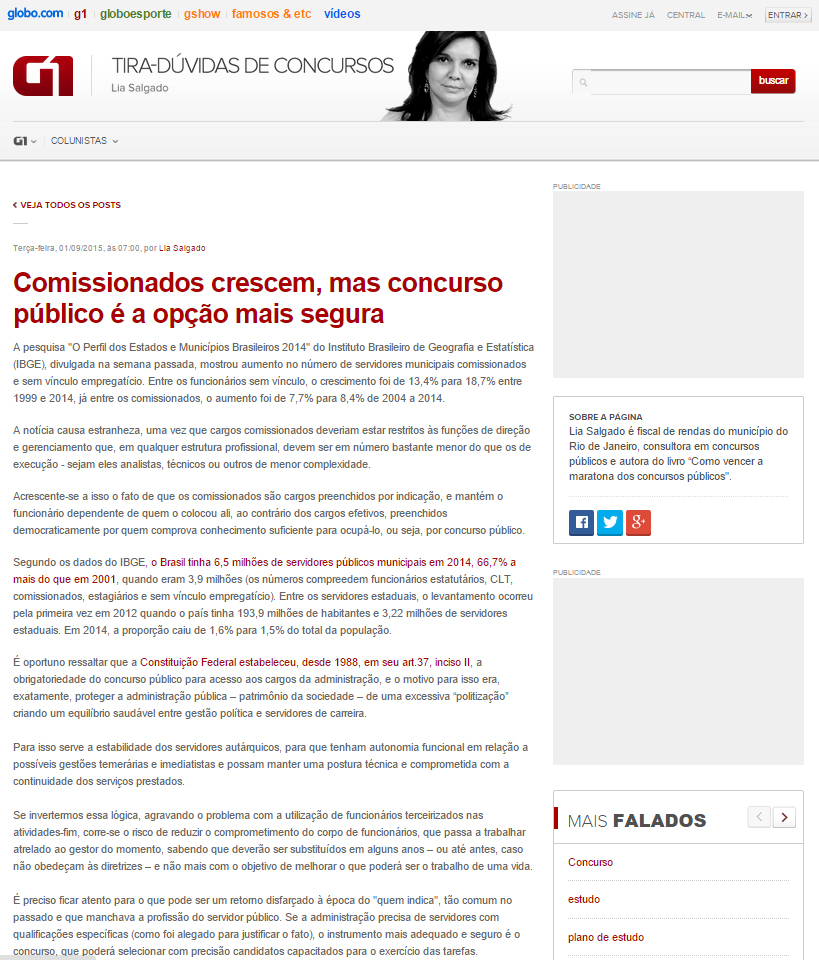 globo.com g1 globoesporte gshow famosos & etc vídeos
ASSINE JÁ CENTRAL E-MAIL ENTRAR ›
G1
TIRA-DÚVIDAS DE CONCURSOS
Lia Salgado
buscar
G1 COLUNISTAS
VEJA TODOS OS POSTS
Terça-feira, 01/09/2015, às 07:00, por Lia Salgado
Comissionados crescem, mas concurso
público é a opção mais segura
A pesquisa "O Perfil dos Estados e Municípios Brasileiros 2014" do Instituto Brasileiro de Geografia e Estatística
(IBGE), divulgada na semana passada, mostrou aumento no número de servidores municipais comissionados
e sem vínculo empregatício. Entre os funcionários sem vínculo, o crescimento foi de 13,4% para 18,7% entre
1999 e 2014, já entre os comissionados, o aumento foi de 7,7% para 8,4% de 2004 a 2014.
A notícia causa estranheza, uma vez que cargos comissionados deveriam estar restritos às funções de direção
e gerenciamento que, em qualquer estrutura profissional, devem ser em número bastante menor do que os de
execução - sejam eles analistas, técnicos ou outros de menor complexidade.
Acrescente-se a isso o fato de que os comissionados são cargos preenchidos por indicação, e mantém o
funcionário dependente de quem o colocou ali, ao contrário dos cargos efetivos, preenchidos
democraticamente por quem comprova conhecimento suficiente para ocupá-lo, ou seja, por concurso público.
Segundo os dados do IBGE, o Brasil tinha 6,5 milhões de servidores públicos municipais em 2014, 66,7% a
mais do que em 2001, quando eram 3,9 milhões (os números compreedem funcionários estatutários, CLT,
comissionados, estagiários e sem vínculo empregatício). Entre os servidores estaduais, o levantamento ocorreu
pela primeira vez em 2012 quando o país tinha 193,9 milhões de habitantes e 3,22 milhões de servidores
estaduais. Em 2014, a proporção caiu de 1,6% para 1,5% do total da população.
É oportuno ressaltar que a Constituição Federal estabeleceu, desde 1988, em seu art.37, inciso II, a
obrigatoriedade do concurso público para acesso aos cargos da administração, e o motivo para isso era,
exatamente, proteger a administração pública – patrimônio da sociedade – de uma excessiva “politização”
criando um equilíbrio saudável entre gestão política e servidores de carreira.
Para isso serve a estabilidade dos servidores autárquicos, para que tenham autonomia funcional em relação a
possíveis gestões temerárias e imediatistas e possam manter uma postura técnica e comprometida com a
continuidade dos serviços prestados.
Se invertermos essa lógica, agravando o problema com a utilização de funcionários terceirizados nas
atividades-fim, corre-se o risco de reduzir o comprometimento do corpo de funcionários, que passa a trabalhar
atrelado ao gestor do momento, sabendo que deverão ser substituídos em alguns anos – ou até antes, caso
não obedeçam às diretrizes – e não mais com o objetivo de melhorar o que poderá ser o trabalho de uma vida.
É preciso ficar atento para o que pode ser um retorno disfarçado à época do "quem indica", tão comum no
passado e que manchava a profissão do servidor público. Se a administração precisa de servidores com
qualificações específicas (como foi alegado para justificar o fato), o instrumento mais adequado e seguro é o
concurso, que poderá selecionar com precisão candidatos capacitados para o exercício das tarefas.
PUBLICIDADE
SOBRE A PÁGINA
Lia Salgado é fiscal de rendas do município do
Rio de Janeiro, consultora em concursos
públicos e autora do livro “Como vencer a
maratona dos concursos públicos”.
PUBLICIDADE
MAIS FALADOS
Concurso
estudo
plano de estudo